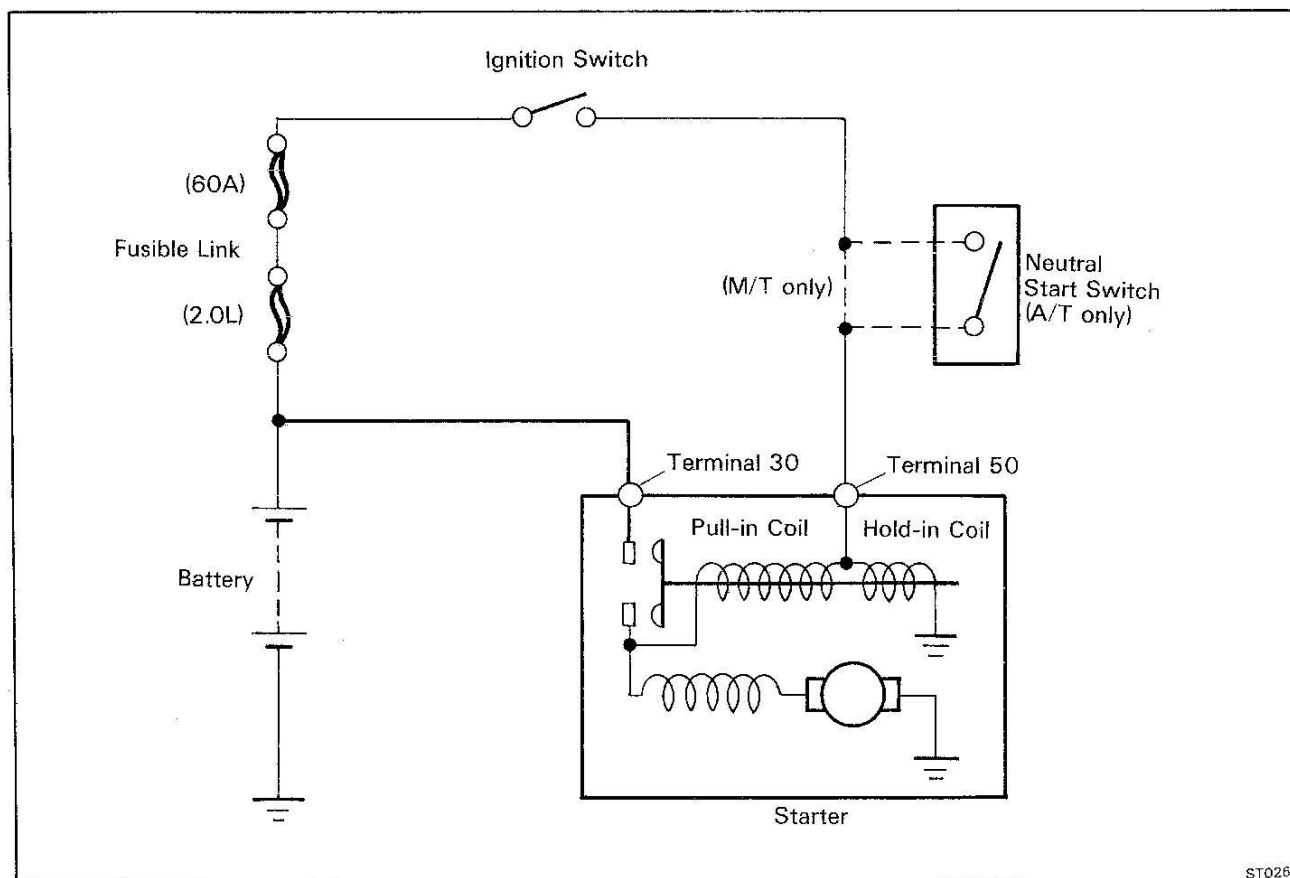 Ignition Switch
(60A)
Fusible Link
(2.0L)
(M/T only)
Neutral
Start Switch
(A/T only)
Terminal 30
Terminal 50
Pull-in Coil
Hold-in Coil
Battery
Starter
ST026